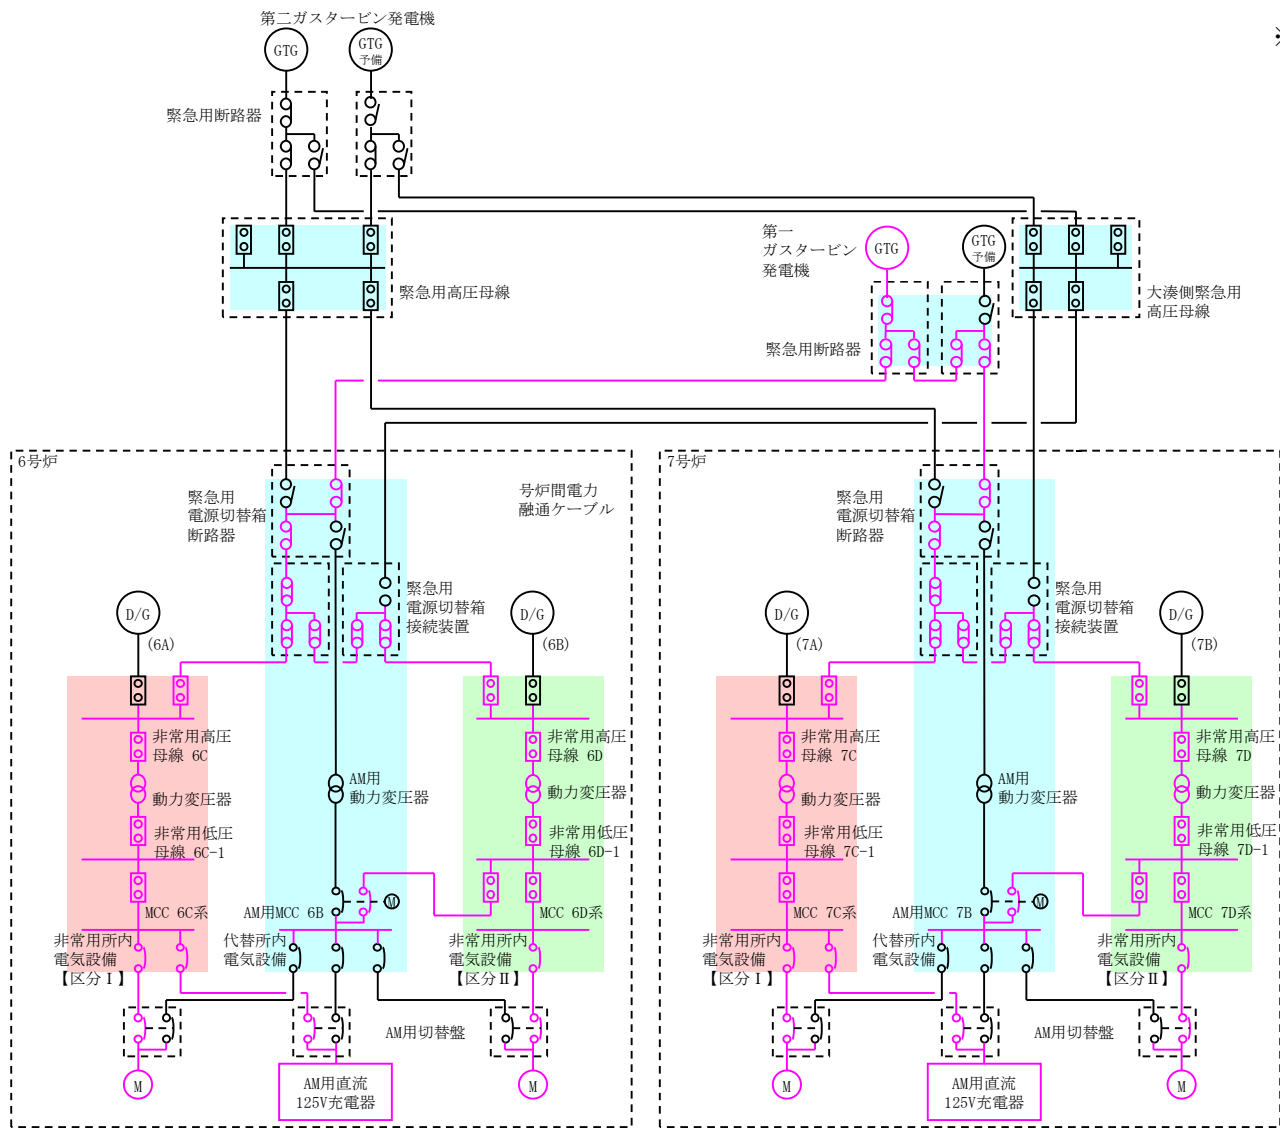 第二ガスタービン発電機
※
GTG
GTG
予備
緊急用断路器
第一
ガスタービン
発電機
GTG
GTG
予備
緊急用高圧母線
大湊側緊急用
高圧母線
緊急用断路器
6号炉
緊急用
電源切替箱
断路器
号炉間電力
融通ケーブル
緊急用
電源切替箱
接続装置
D/G
(6A)
D/G
(6B)
非常用高圧
母線 6C
非常用高圧
母線 6D
動力変圧器
AM用
動力変圧器
動力変圧器
非常用低圧
母線 6C-1
非常用低圧
母線 6D-1
M
MCC 6C系
AM用MCC 6B
MCC 6D系
非常用所内
電気設備
【区分Ⅰ】
代替所内
電気設備
非常用所内
電気設備
【区分Ⅱ】
AM用切替盤
M
AM用直流
125V充電器
M
7号炉
緊急用
電源切替箱
断路器
緊急用
電源切替箱
接続装置
D/G
(7A)
D/G
(7B)
非常用高圧
母線 7C
非常用高圧
母線 7D
動力変圧器
AM用
動力変圧器
動力変圧器
非常用低圧
母線 7C-1
非常用低圧
母線 7D-1
M
MCC 7C系
AM用MCC 7B
MCC 7D系
非常用所内
電気設備
【区分Ⅰ】
代替所内
電気設備
非常用所内
電気設備
【区分Ⅱ】
AM用切替盤
M
AM用直流
125V充電器
M